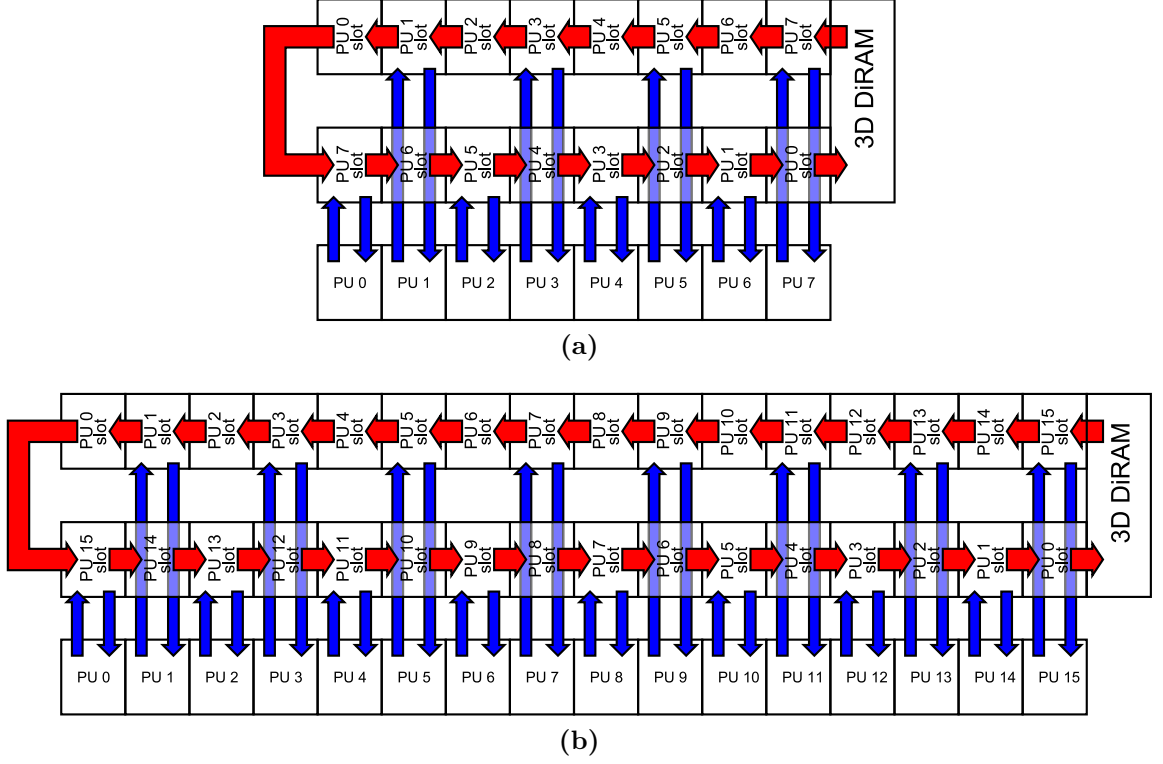 PU 0 slot
PU 1 slot
PU 2 slot
PU 3 slot
PU 4 slot
PU 5 slot
PU 6 slot
PU 7 slot
3D DiRAM
PU 7 slot
PU 6 slot
PU 5 slot
PU 4 slot
PU 3 slot
PU 2 slot
PU 1 slot
PU 0 slot
PU 0
PU 1
PU 2
PU 3
PU 4
PU 5
PU 6
PU 7
(a)
PU 0 slot
PU 1 slot
PU 2 slot
PU 3 slot
PU 4 slot
PU 5 slot
PU 6 slot
PU 7 slot
PU 8 slot
PU 9 slot
PU 10 slot
PU 11 slot
PU 12 slot
PU 13 slot
PU 14 slot
PU 15 slot
3D DiRAM
PU 15 slot
PU 14 slot
PU 13 slot
PU 12 slot
PU 11 slot
PU 10 slot
PU 9 slot
PU 8 slot
PU 7 slot
PU 6 slot
PU 5 slot
PU 4 slot
PU 3 slot
PU 2 slot
PU 1 slot
PU 0 slot
PU 0
PU 1
PU 2
PU 3
PU 4
PU 5
PU 6
PU 7
PU 8
PU 9
PU 10
PU 11
PU 12
PU 13
PU 14
PU 15
(b)